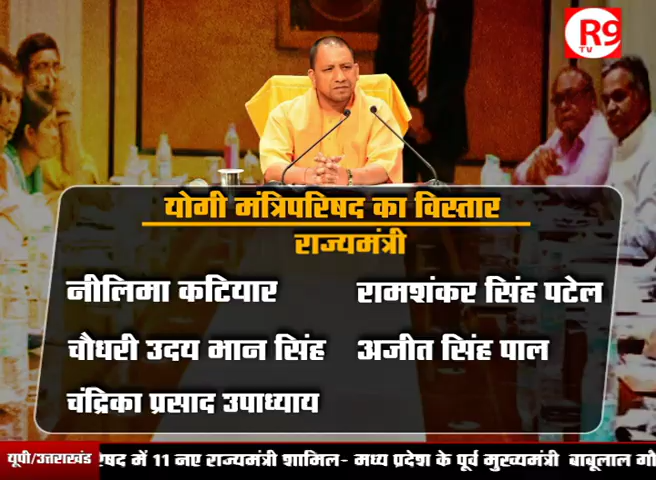 R9
TV
योगी मंत्रिपरिषद का विस्तार
राज्यमंत्री
नीलिमा कटियार
रामशंकर सिंह पटेल
चौधरी उदय भान सिंह
अजीत सिंह पाल
चंद्रिका प्रसाद उपाध्याय
यूपी/उत्तराखंड
में 11 नए राज्यमंत्री शामिल- मध्य प्रदेश के पूर्व मुख्यमंत्री बाबूलाल